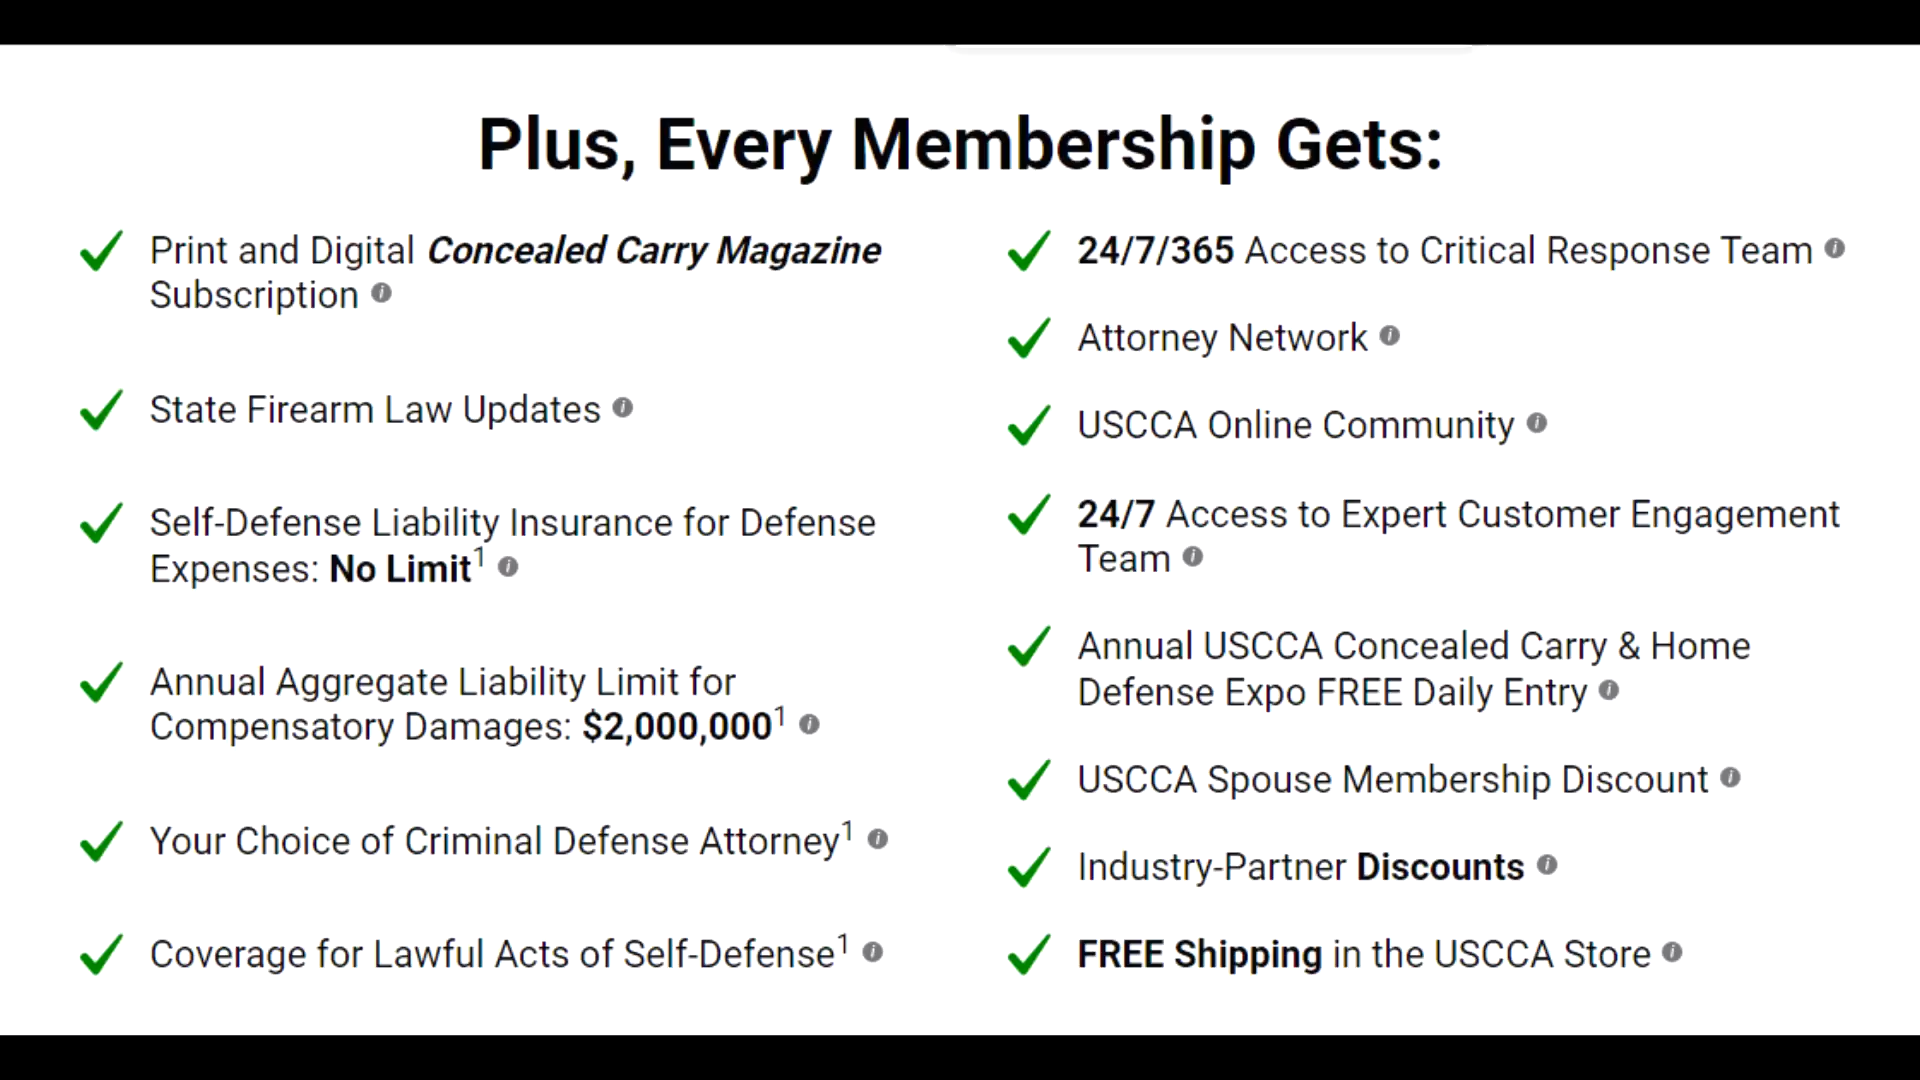 Plus, Every Membership Gets:
Print and Digital Concealed Carry Magazine
Subscription
State Firearm Law Updates
Self-Defense Liability Insurance for Defense
Expenses: No Limit¹
Annual Aggregate Liability Limit for
Compensatory Damages: $2,000,000¹
Your Choice of Criminal Defense Attorney¹
Coverage for Lawful Acts of Self-Defense¹
24/7/365 Access to Critical Response Team
Attorney Network
USCCA Online Community
24/7 Access to Expert Customer Engagement
Team
Annual USCCA Concealed Carry & Home
Defense Expo FREE Daily Entry
USCCA Spouse Membership Discount
Industry-Partner Discounts
FREE Shipping in the USCCA Store